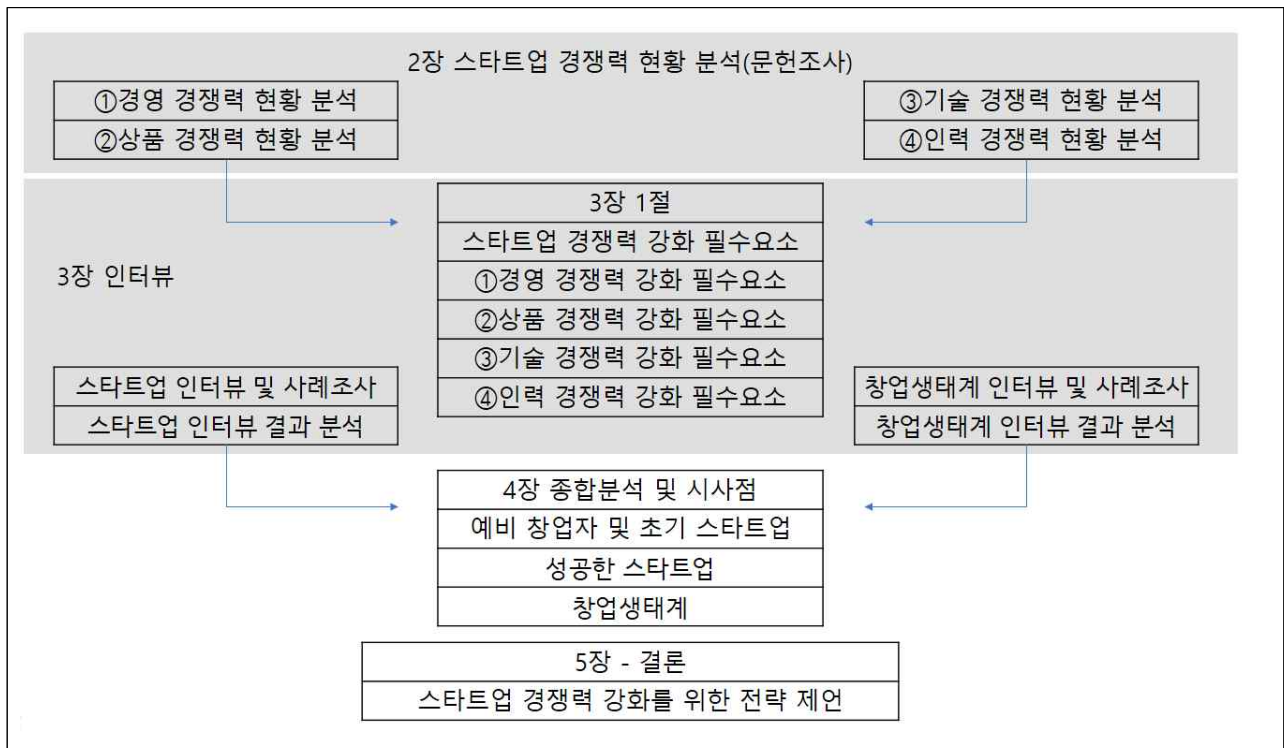 2장 스타트업 경쟁력 현황 분석(문헌조사)
①경영 경쟁력 현황 분석
②상품 경쟁력 현황 분석
③기술 경쟁력 현황 분석
④인력 경쟁력 현황 분석
3장 인터뷰
3장 1절
스타트업 경쟁력 강화 필수요소
①경영 경쟁력 강화 필수요소
②상품 경쟁력 강화 필수요소
③기술 경쟁력 강화 필수요소
④인력 경쟁력 강화 필수요소
스타트업 인터뷰 및 사례조사
스타트업 인터뷰 결과 분석
창업생태계 인터뷰 및 사례조사
창업생태계 인터뷰 결과 분석
4장 종합분석 및 시사점
예비 창업자 및 초기 스타트업
성공한 스타트업
창업생태계
5장 - 결론
스타트업 경쟁력 강화를 위한 전략 제언